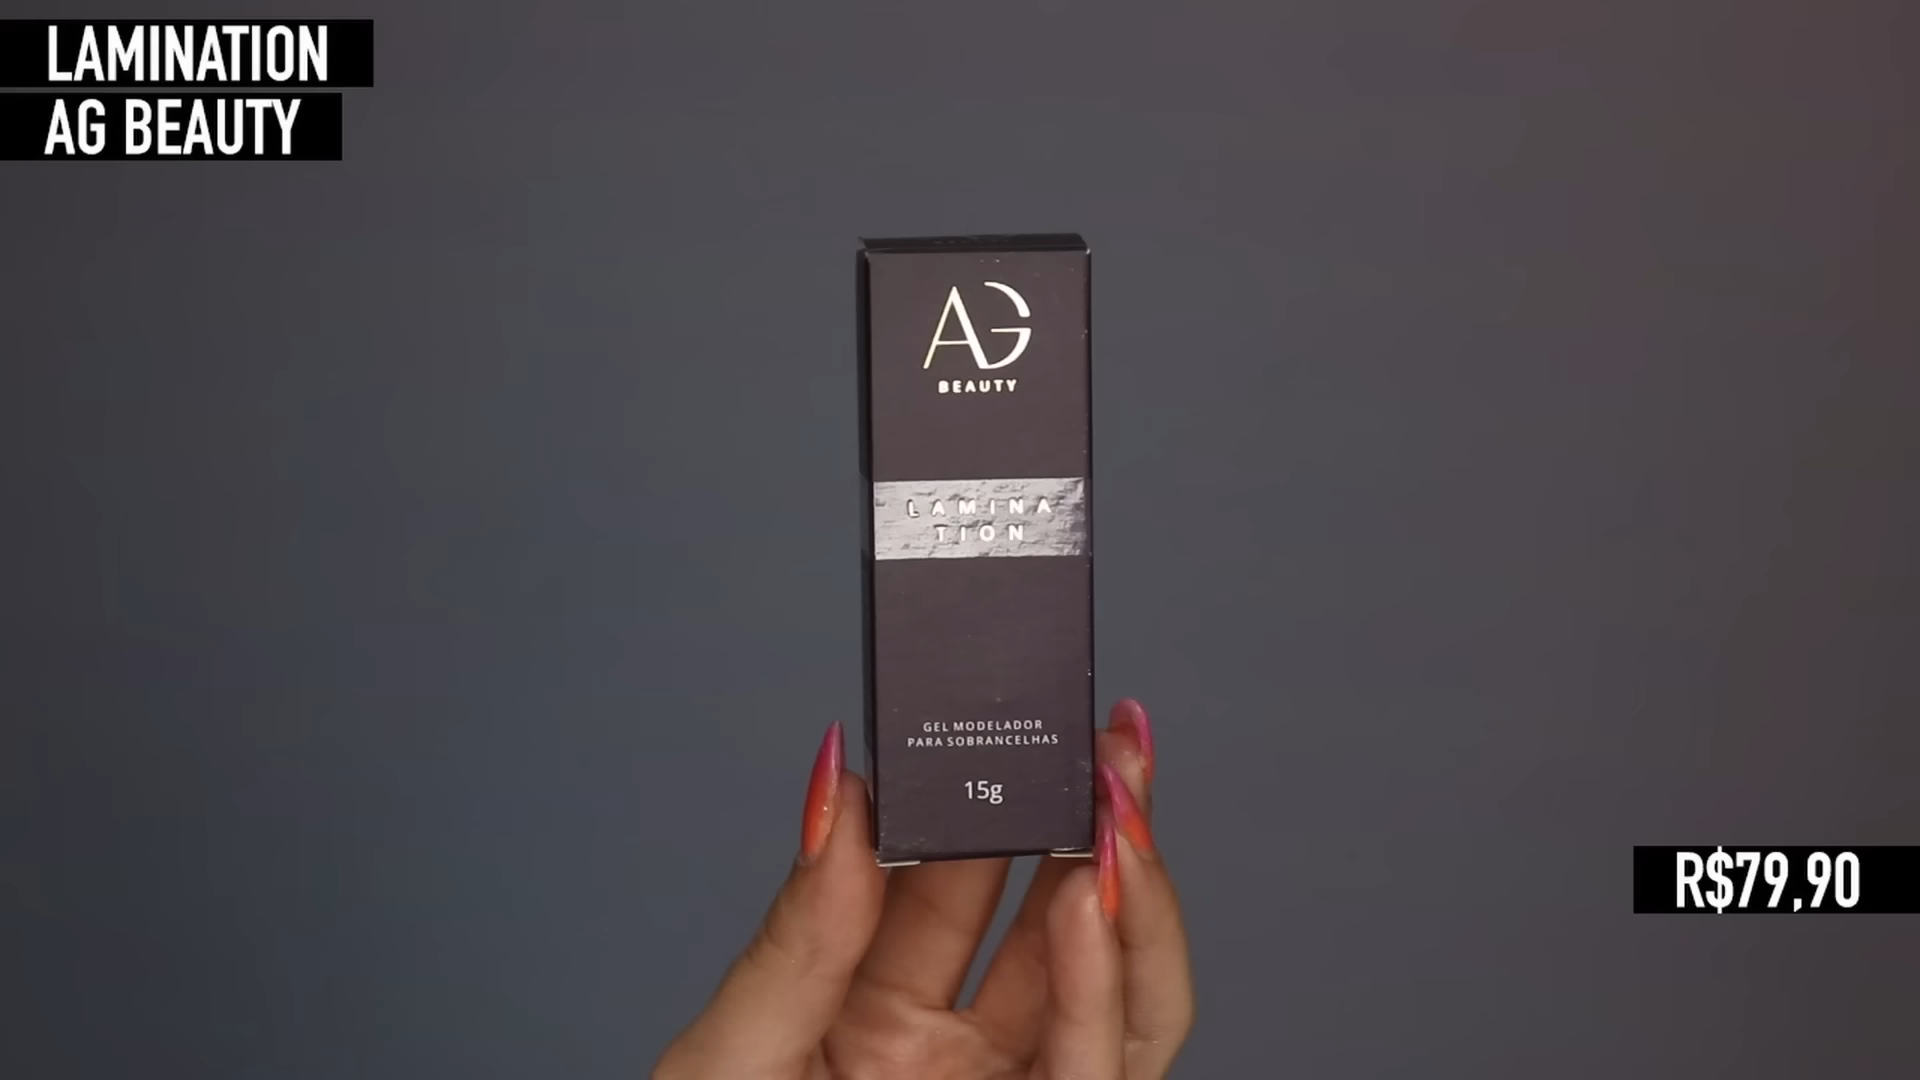 LAMINATION
AG BEAUTY
AG
BEAUTY
LAMINA
TION
GEL MODELADOR
PARA SOBRANCELHAS
15g
R$79,90